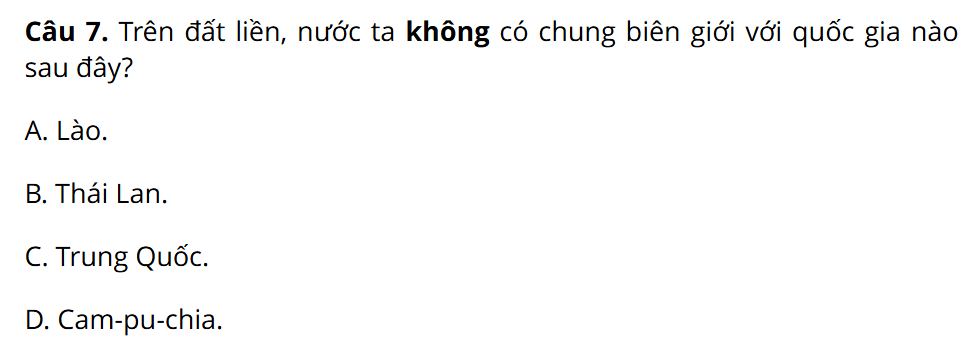 Câu 7. Trên đất liền, nước ta không có chung biên giới với quốc gia nào
sau đây?
A. Lào.
B. Thái Lan.
C. Trung Quốc.
D. Cam-pu-chia.